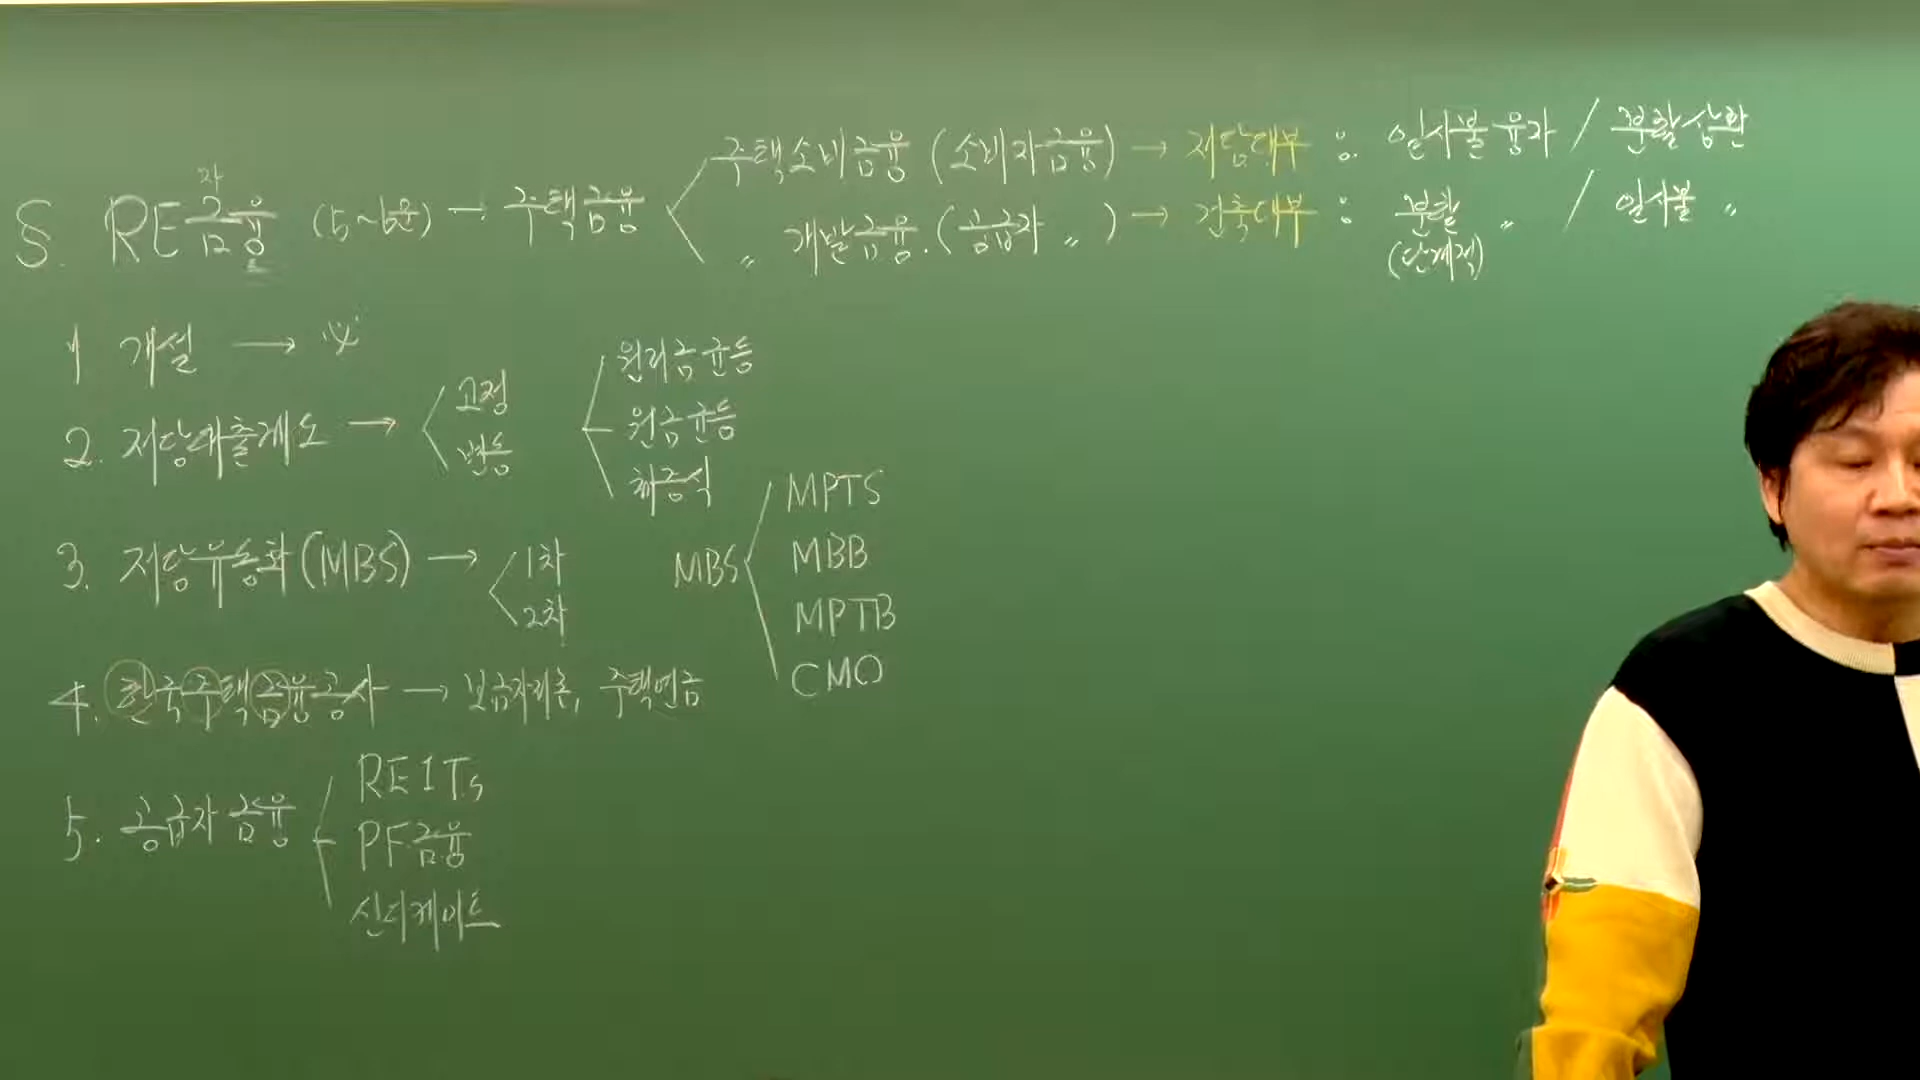 자
§. RE금융 (5~6문) → 주택금융
주택소비금융 (소비자금융) → 저당대부 : 일시불융자 / 분할상환
〃 개발금융. (공급자 〃 ) → 건축대부 : 분할 〃 / 일시불 〃
(단계적)
1 개설 →
2. 저당대출제도 →
고정
변동
원리금균등
원금균등
체증식
3. 저당유동화(MBS) →
1차
2차
MBS
MPTS
MBB
MPTB
CMO
4. 한국주택금융공사 → 보금자리론, 주택연금
5. 공급자 금융
REITs
PF금융
신디케이트